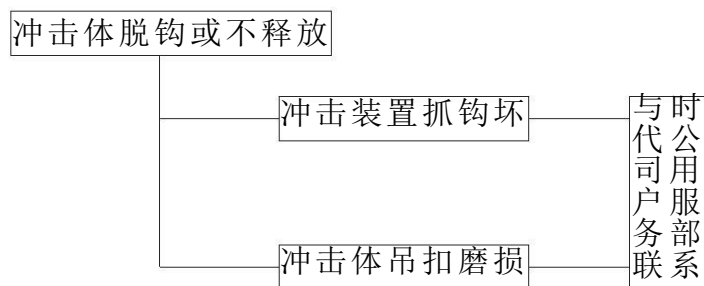 冲击体脱钩或不释放
冲击装置抓钩坏
冲击体吊扣磨损
与时
代公
司用
户服
务部
联系